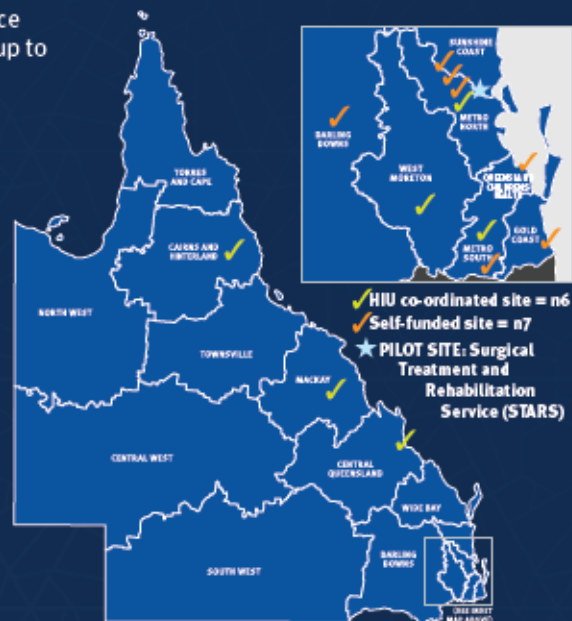 ce
up to
SUNSHINE
COAST
METRO
NORTH
DARLING
DOWNS
WEST
MORETON
GOLD
COAST
METRO
SOUTH
HIU co-ordinated site = n6
Self-funded site = n7
PILOT SITE: Surgical
Treatment and
Rehabilitation
Service (STARS)
TORRES
AND CAPE
CAIRNS AND
HINTERLAND
NORTH WEST
TOWNSVILLE
MACKAY
CENTRAL WEST
CENTRAL
QUEENSLAND
WIDE BAY
DARLING
DOWNS
SOUTH WEST